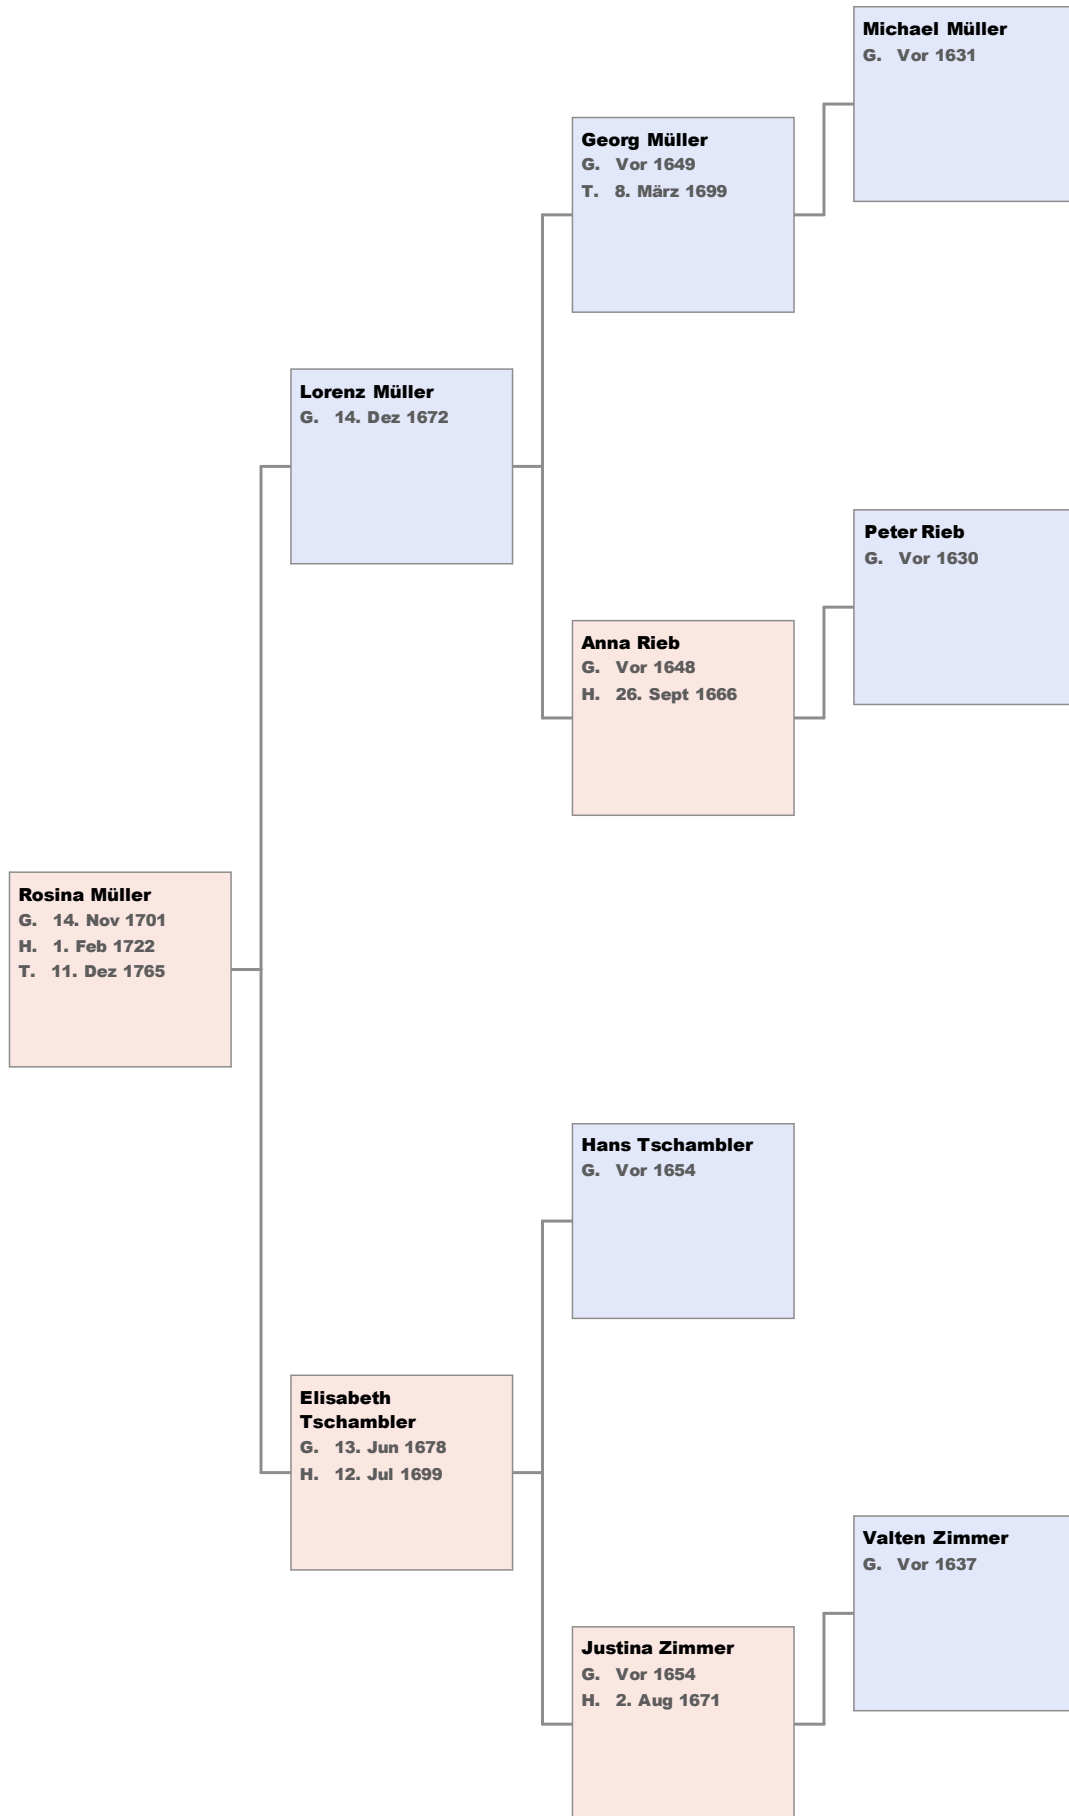 Michael Müller
G. Vor 1631
Georg Müller
G. Vor 1649
T. 8. März 1699
Lorenz Müller
G. 14. Dez 1672
Peter Rieb
G. Vor 1630
Anna Rieb
G. Vor 1648
H. 26. Sept 1666
Rosina Müller
G. 14. Nov 1701
H. 1. Feb 1722
T. 11. Dez 1765
Hans Tschambler
G. Vor 1654
Elisabeth
Tschambler
G. 13. Jun 1678
H. 12. Jul 1699
Valten Zimmer
G. Vor 1637
Justina Zimmer
G. Vor 1654
H. 2. Aug 1671